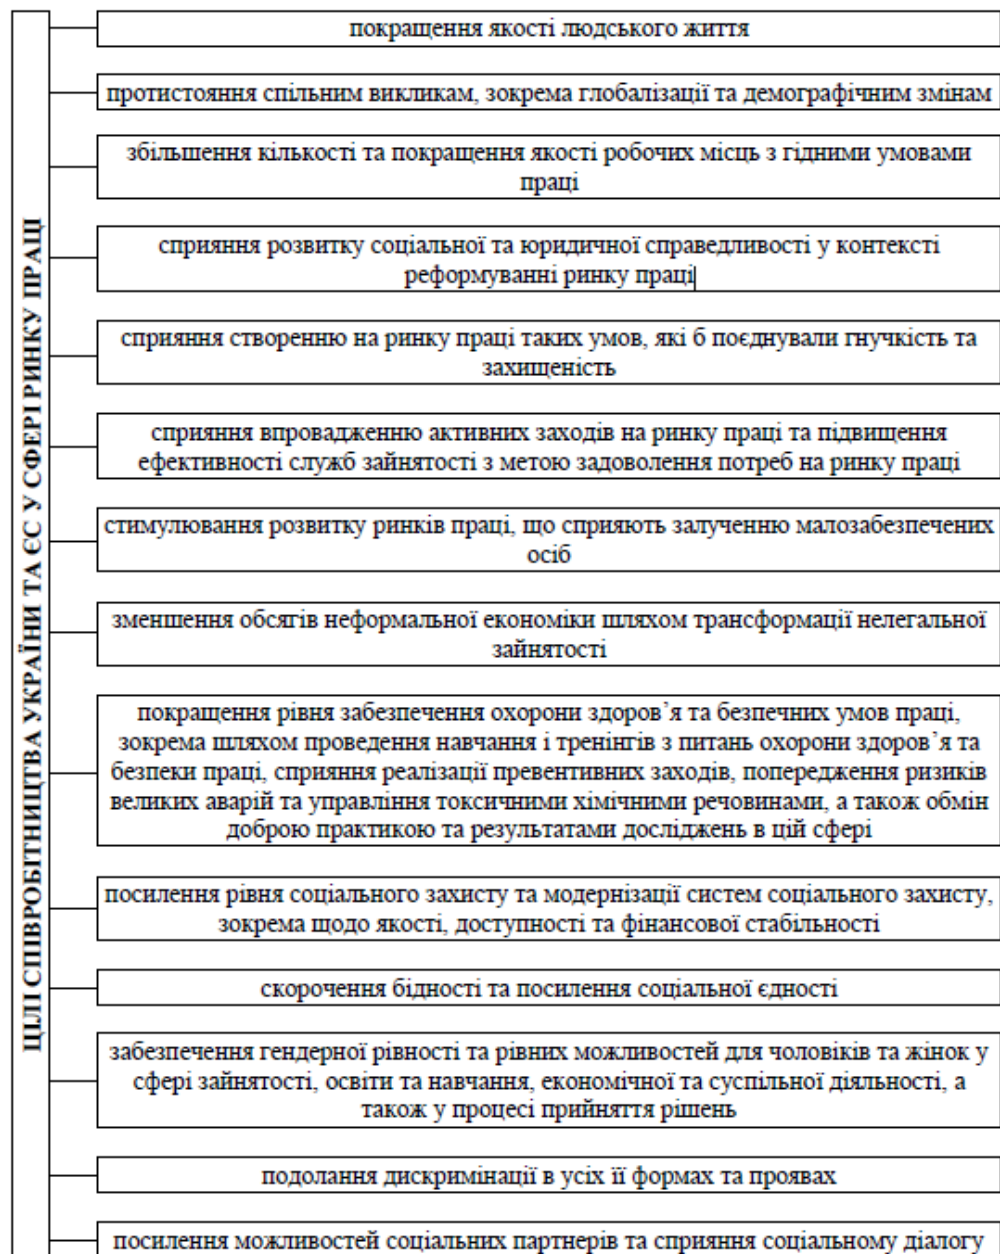 ЦІЛІ СПІВРОБІТНИЦТВА УКРАЇНИ ТА ЄС У СФЕРІ РИНКУ ПРАЦІ
покращення якості людського життя
протистояння спільним викликам, зокрема глобалізації та демографічним змінам
збільшення кількості та покращення якості робочих місць з гідними умовами
праці
сприяння розвитку соціальної та юридичної справедливості у контексті
реформуванні ринку праці
сприяння створенню на ринку праці таких умов, які б поєднували гнучкість та
захищеність
сприяння впровадженню активних заходів на ринку праці та підвищення
ефективності служб зайнятості з метою задоволення потреб на ринку праці
стимулювання розвитку ринків праці, що сприяють залученню малозабезпечених
осіб
зменшення обсягів неформальної економіки шляхом трансформації нелегальної
зайнятості
покращення рівня забезпечення охорони здоров’я та безпечних умов праці,
зокрема шляхом проведення навчання і тренінгів з питань охорони здоров’я та
безпеки праці, сприяння реалізації превентивних заходів, попередження ризиків
великих аварій та управління токсичними хімічними речовинами, а також обмін
доброю практикою та результатами досліджень в цій сфері
посилення рівня соціального захисту та модернізації систем соціального захисту,
зокрема щодо якості, доступності та фінансової стабільності
скорочення бідності та посилення соціальної єдності
забезпечення гендерної рівності та рівних можливостей для чоловіків та жінок у
сфері зайнятості, освіти та навчання, економічної та суспільної діяльності, а
також у процесі прийняття рішень
подолання дискримінації в усіх її формах та проявах
посилення можливостей соціальних партнерів та сприяння соціальному діалогу